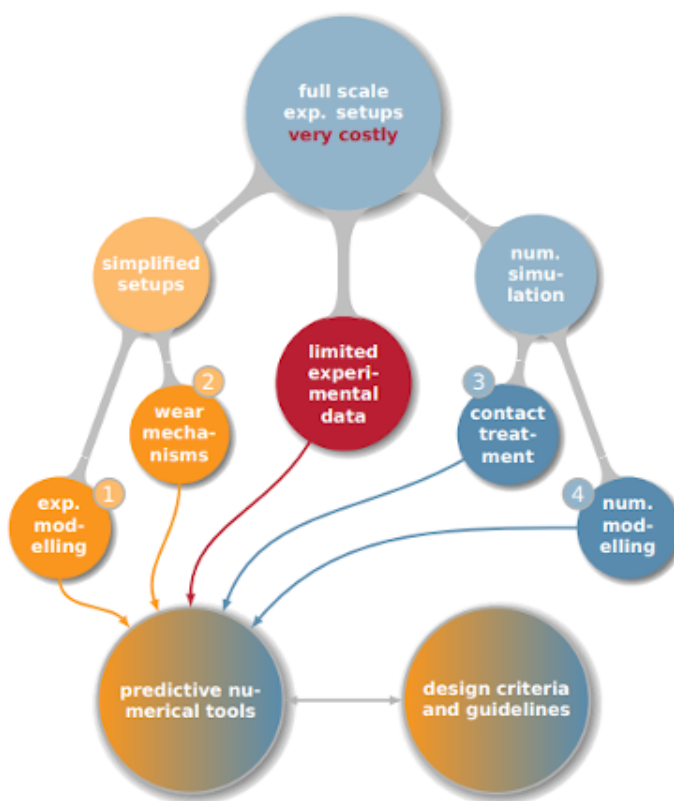 full scale
exp. setups
very costly
simplified
setups
num.
simu-
lation
limited
experi-
mental
data
2
wear
mecha-
nisms
3
contact
treat-
ment
1
exp.
mod-
elling
4
num.
mod-
elling
predictive nu-
merical tools
design criteria
and guidelines